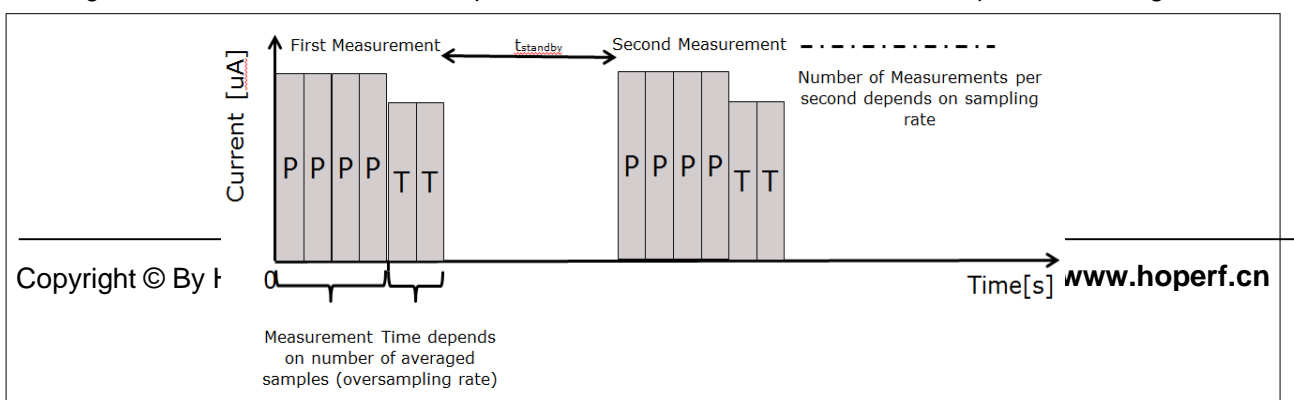 First Measurement
tstandby
Second Measurement
Number of Measurements per
second depends on sampling
rate
Current [uA]
P P P P T T
P P P P T T
Copyright © By
0
Time[s]
www.hoperf.cn
Measurement Time depends
on number of averaged
samples (oversampling rate)